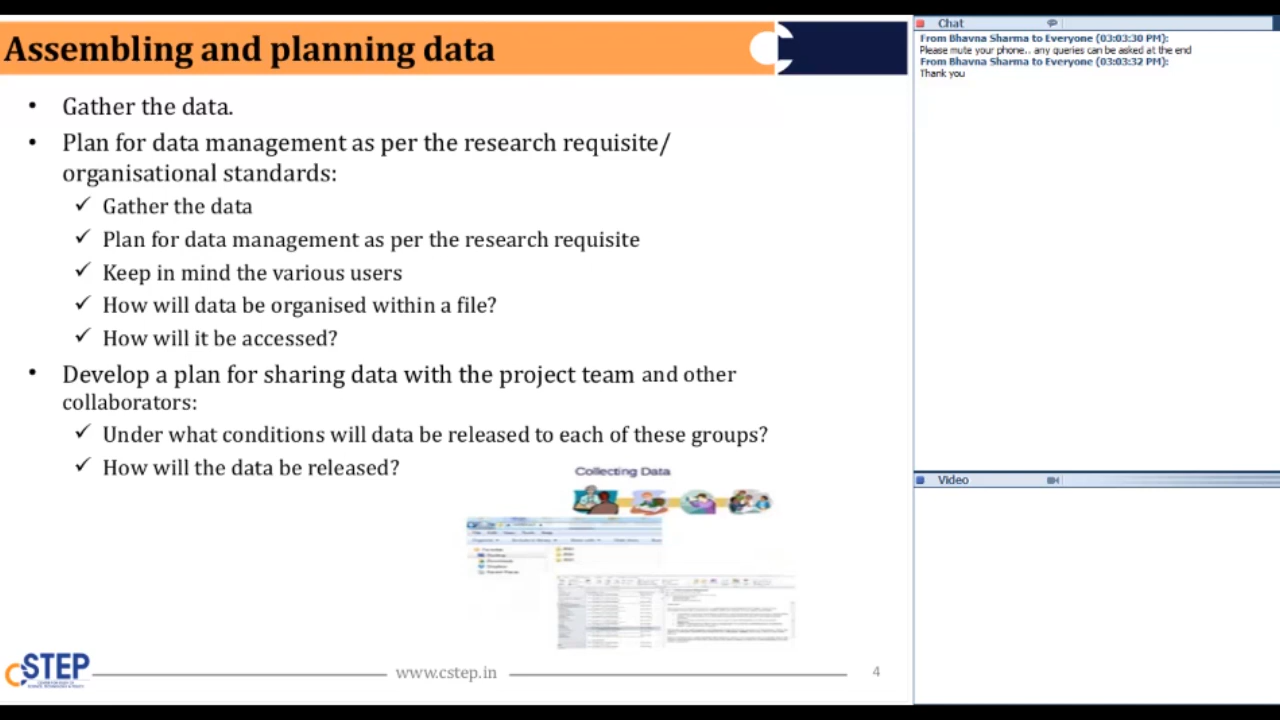 Assembling and planning data
• Gather the data.
• Plan for data management as per the research requisite/
organisational standards:
✓ Gather the data
✓ Plan for data management as per the research requisite
✓ Keep in mind the various users
✓ How will data be organised within a file?
✓ How will it be accessed?
• Develop a plan for sharing data with the project team and other
collaborators:
✓ Under what conditions will data be released to each of these groups?
✓ How will the data be released?
Collecting Data
CSTEP
www.cstep.in
4
Chat
From Bhavna Sharma to Everyone (03:03:30 PM):
Please mute your phone.. any queries can be asked at the end
From Bhavna Sharma to Everyone (03:03:32 PM):
Thank you
Video